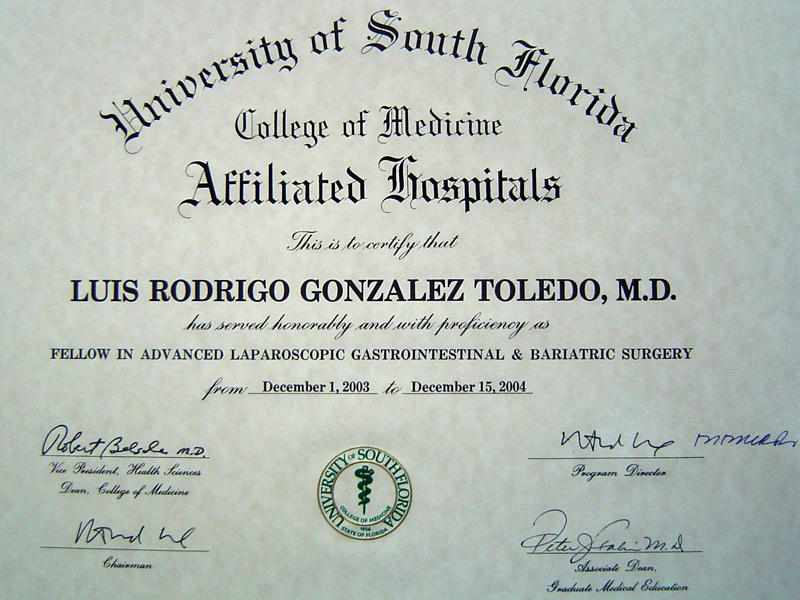 University of South Florida
College of Medicine
Affiliated Hospitals
This is to certify that
LUIS RODRIGO GONZALEZ TOLEDO, M.D.
has served honorably and with proficiency as
FELLOW IN ADVANCED LAPAROSCOPIC GASTROINTESTINAL & BARIATRIC SURGERY
from December 1, 2003 to December 15, 2004
Robert M.D.
Vice President, Health Sciences
Dean, College of Medicine
Program Director
UNIVERSITY OF SOUTH FLORIDA
COLLEGE OF MEDICINE
1956
STATE OF FLORIDA
Chairman
Peter J M.D.
Associate Dean,
Graduate Medical Education